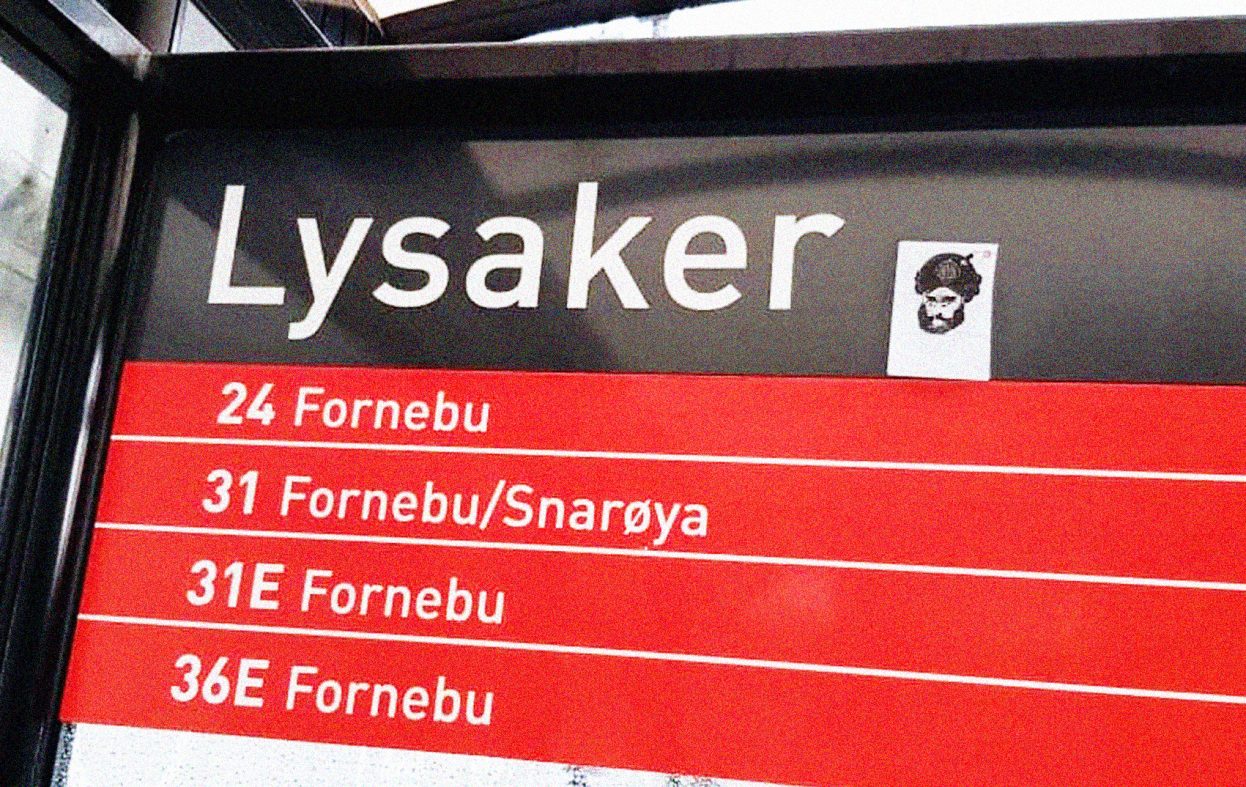 Lysaker
24 Fornebu
31 Fornebu/Snarøya
31E Fornebu
36E Fornebu